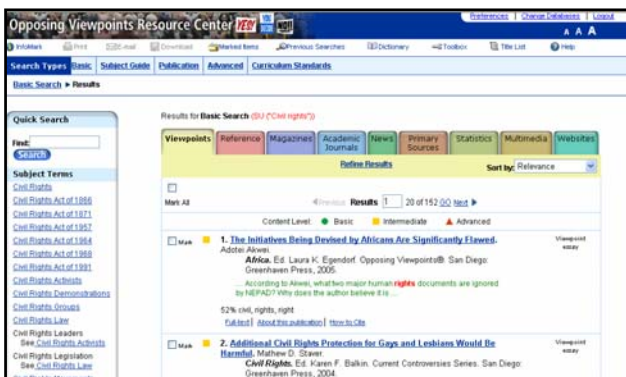 Opposing Viewpoints Resource Center YES!
Preferences | Change Databases | Logout
A A A
InfoMark Print E-mail Download Marked Items Previous Searches Dictionary Toolbox Title List Help
Search Types Basic Subject Guide Publication Advanced Curriculum Standards
Basic Search ▶ Results
Quick Search
Find:
Search
Subject Terms
Civil Rights
Civil Rights Act of 1866
Civil Rights Act of 1871
Civil Rights Act of 1957
Civil Rights Act of 1964
Civil Rights Act of 1968
Civil Rights Act of 1991
Civil Rights Activists
Civil Rights Demonstrations
Civil Rights Groups
Civil Rights Law
Civil Rights Leaders
See Civil Rights Activists
Civil Rights Legislation
See Civil Rights Law
Civil Rights Movements
Results for Basic Search (SU ("Civil rights"))
Viewpoints Reference Magazines Academic Journals News Primary Sources Statistics Multimedia Websites
Refine Results Sort by: Relevance
Mark All Previous Results 1 20 of 152 GO Next
Content Level: Basic Intermediate Advanced
Mark 1. The Initiatives Being Devised by Africans Are Significantly Flawed. Viewpoint essay
Adotei Akwei.
Africa. Ed. Laura K. Egendorf. Opposing Viewpoints®. San Diego:
Greenhaven Press, 2005.
... According to Akwei, what two major human rights documents are ignored
by NEPAD? Why does the author believe it is ...
52% civil, rights, right
Full-text | About this publication | How to Cite
Mark 2. Additional Civil Rights Protection for Gays and Lesbians Would Be Viewpoint essay
Harmful. Mathew D. Staver.
Civil Rights. Ed. Karen F. Balkin. Current Controversies Series. San Diego:
Greenhaven Press, 2004.